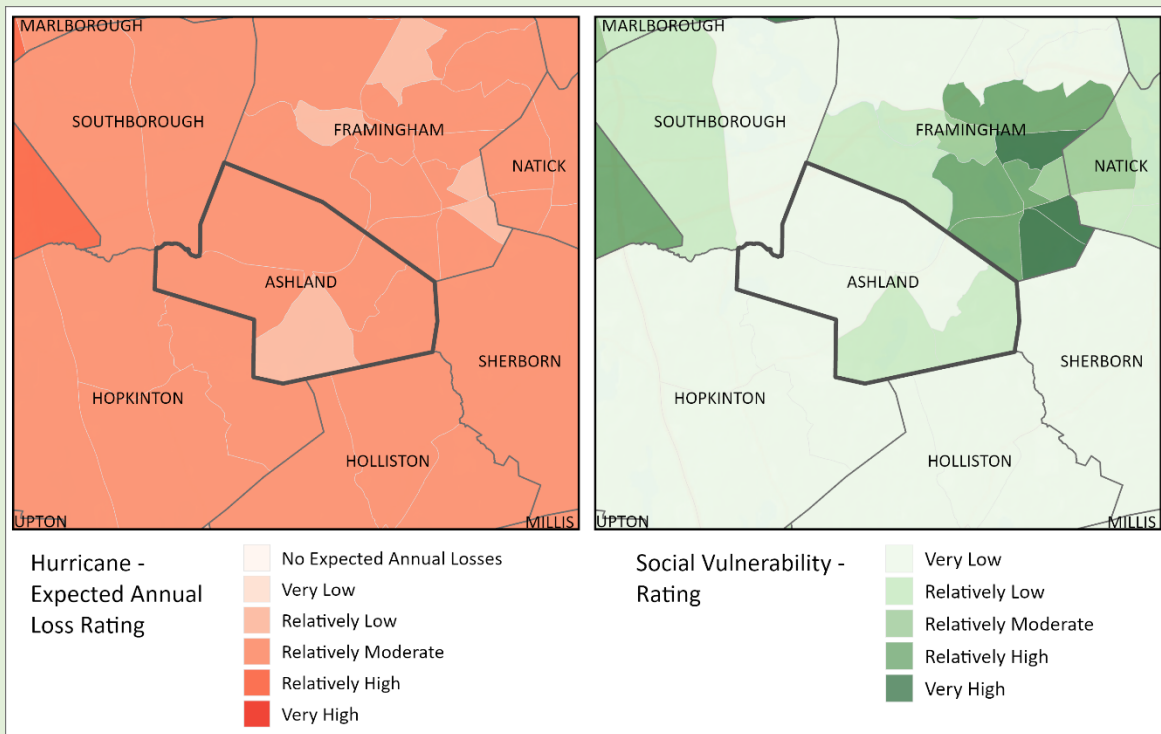 MARLBOROUGH
SOUTHBOROUGH
FRAMINGHAM
NATICK
ASHLAND
SHERBORN
HOPKINTON
HOLLISTON
UPTON
MILLIS
Hurricane -
Expected Annual
Loss Rating
No Expected Annual Losses
Very Low
Relatively Low
Relatively Moderate
Relatively High
Very High
MARLBOROUGH
SOUTHBOROUGH
FRAMINGHAM
NATICK
ASHLAND
SHERBORN
HOPKINTON
HOLLISTON
UPTON
MILLIS
Social Vulnerability -
Rating
Very Low
Relatively Low
Relatively Moderate
Relatively High
Very High